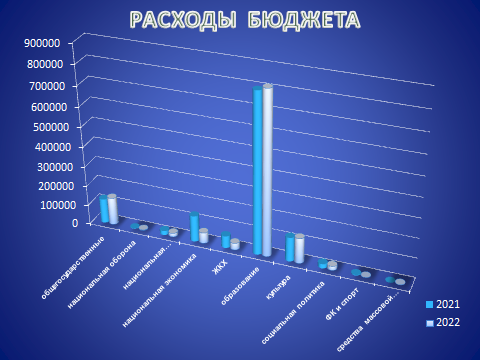 РАСХОДЫ БЮДЖЕТА
900000
800000
700000
600000
500000
400000
300000
200000
100000
0
общегосударственные
национальная оборона
национальная...
национальная экономика
ЖКХ
образование
культура
социальная политика
ФК и спорт
средства массовой...
2021
2022